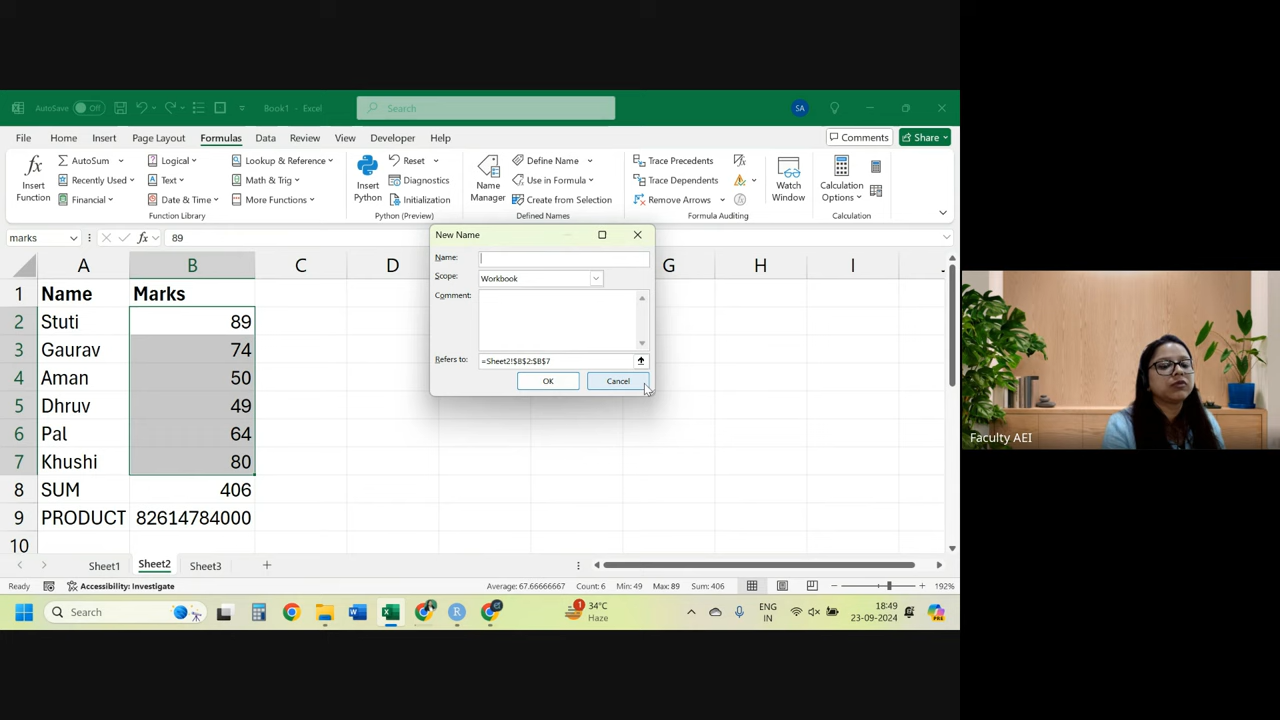 AutoSave Off Book1 - Excel Search SA
File Home Insert Page Layout Formulas Data Review View Developer Help Comments Share
fx Insert Function AutoSum Recently Used Financial Logical Text Date & Time Lookup & Reference Math & Trig More Functions Function Library
Insert Python Reset Diagnostics Initialization Python (Preview)
Name Manager Define Name Use in Formula Create from Selection Defined Names
Trace Precedents Trace Dependents Remove Arrows Formula Auditing
Watch Window Calculation Options Calculation
marks fx 89
New Name
Name:
Scope: Workbook
Comment:
Refers to: =Sheet2!$B$2:$B$7
OK Cancel
A B C D G H I
1 Name Marks
2 Stuti 89
3 Gaurav 74
4 Aman 50
5 Dhruv 49
6 Pal 64
7 Khushi 80
8 SUM 406
9 PRODUCT 82614784000
10
Sheet1 Sheet2 Sheet3
Ready Accessibility: Investigate Average: 67.66666667 Count: 6 Min: 49 Max: 89 Sum: 406 192%
Search 1 34°C Haze ENG IN 18:49 23-09-2024
Faculty AEI